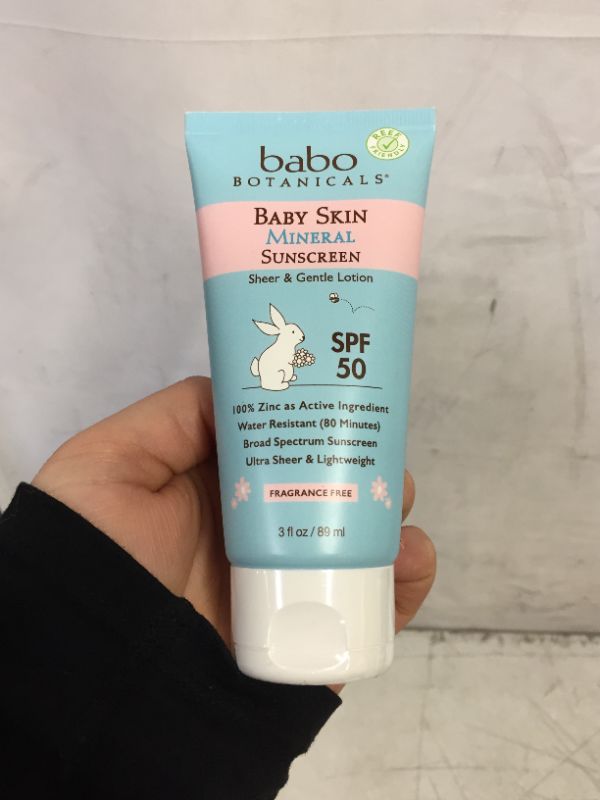 REEF
FRIENDLY
babo
BOTANICALS®
BABY SKIN
MINERAL
SUNSCREEN
Sheer & Gentle Lotion
SPF
50
100% Zinc as Active Ingredient
Water Resistant (80 Minutes)
Broad Spectrum Sunscreen
Ultra Sheer & Lightweight
FRAGRANCE FREE
3 fl oz / 89 ml